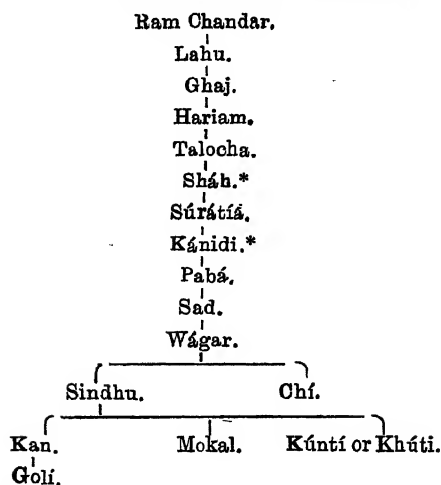 Ram Chandar.
Lahu.
Ghaj.
Hariam.
Talocha.
Sháh.*
Súrátíá.
Kánidi.*
Pabá.
Sad.
Wágar.
Sindhu. Chí.
Kan. Mokal. Kúntí or Khúti.
Golí.